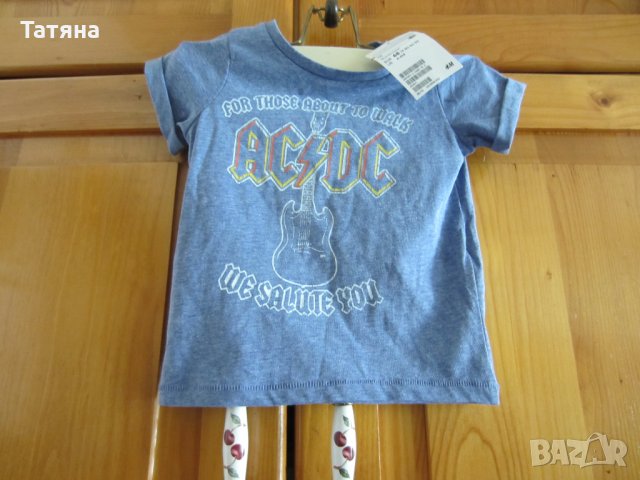 Татяна
H&M
FOR THOSE ABOUT TO WALK
AC DC
WE SALUTE YOU
BAZAR